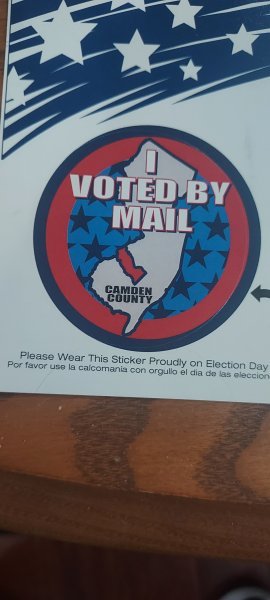 I
VOTED BY
MAIL
CAMDEN
COUNTY
Please Wear This Sticker Proudly on Election Day
Por favor use la calcomanía con orgullo el día de las eleccion